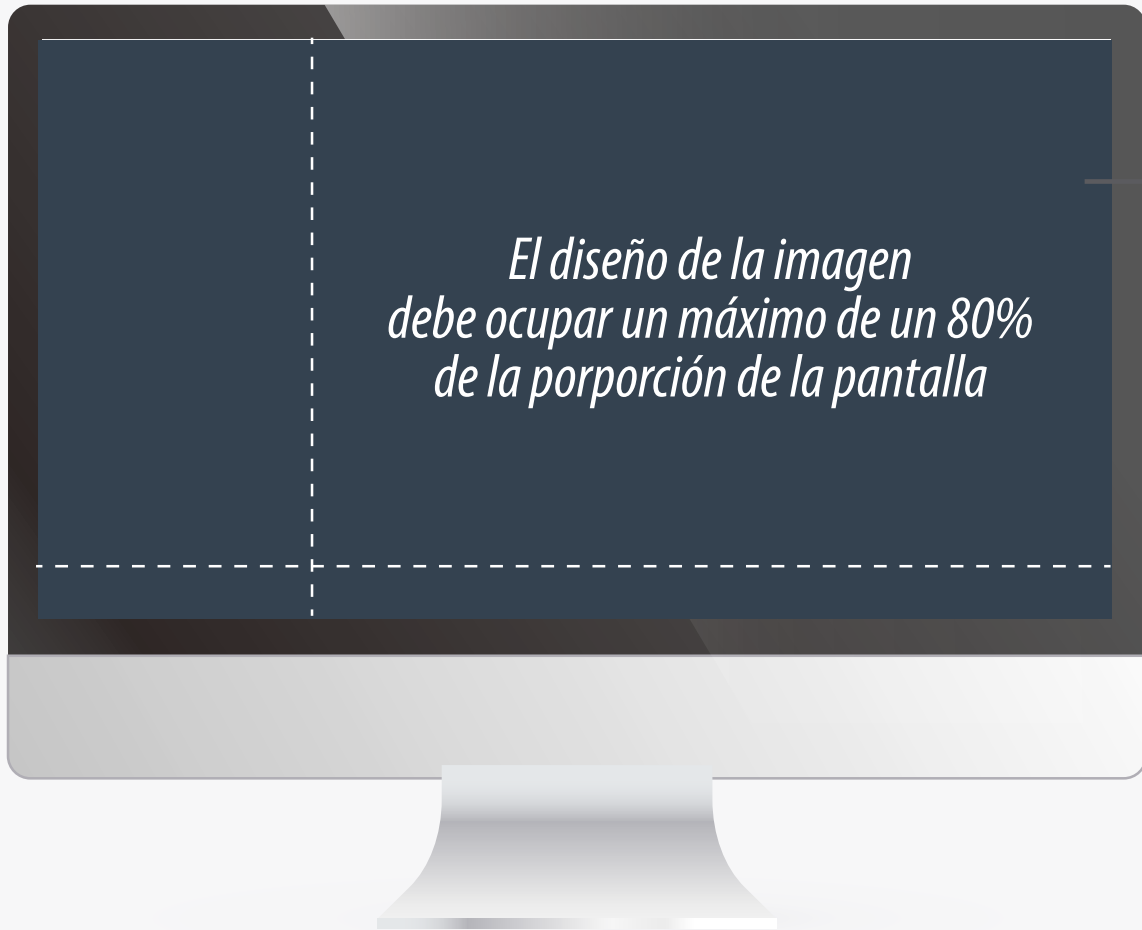 El diseño de la imagen
debe ocupar un máximo de un 80%
de la porporción de la pantalla